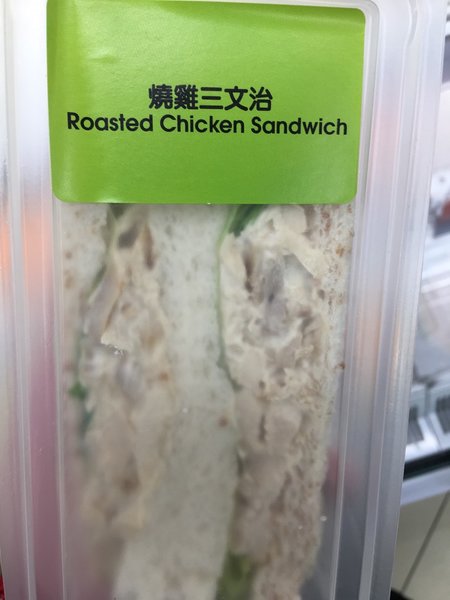 燒雞三文治
Roasted Chicken Sandwich